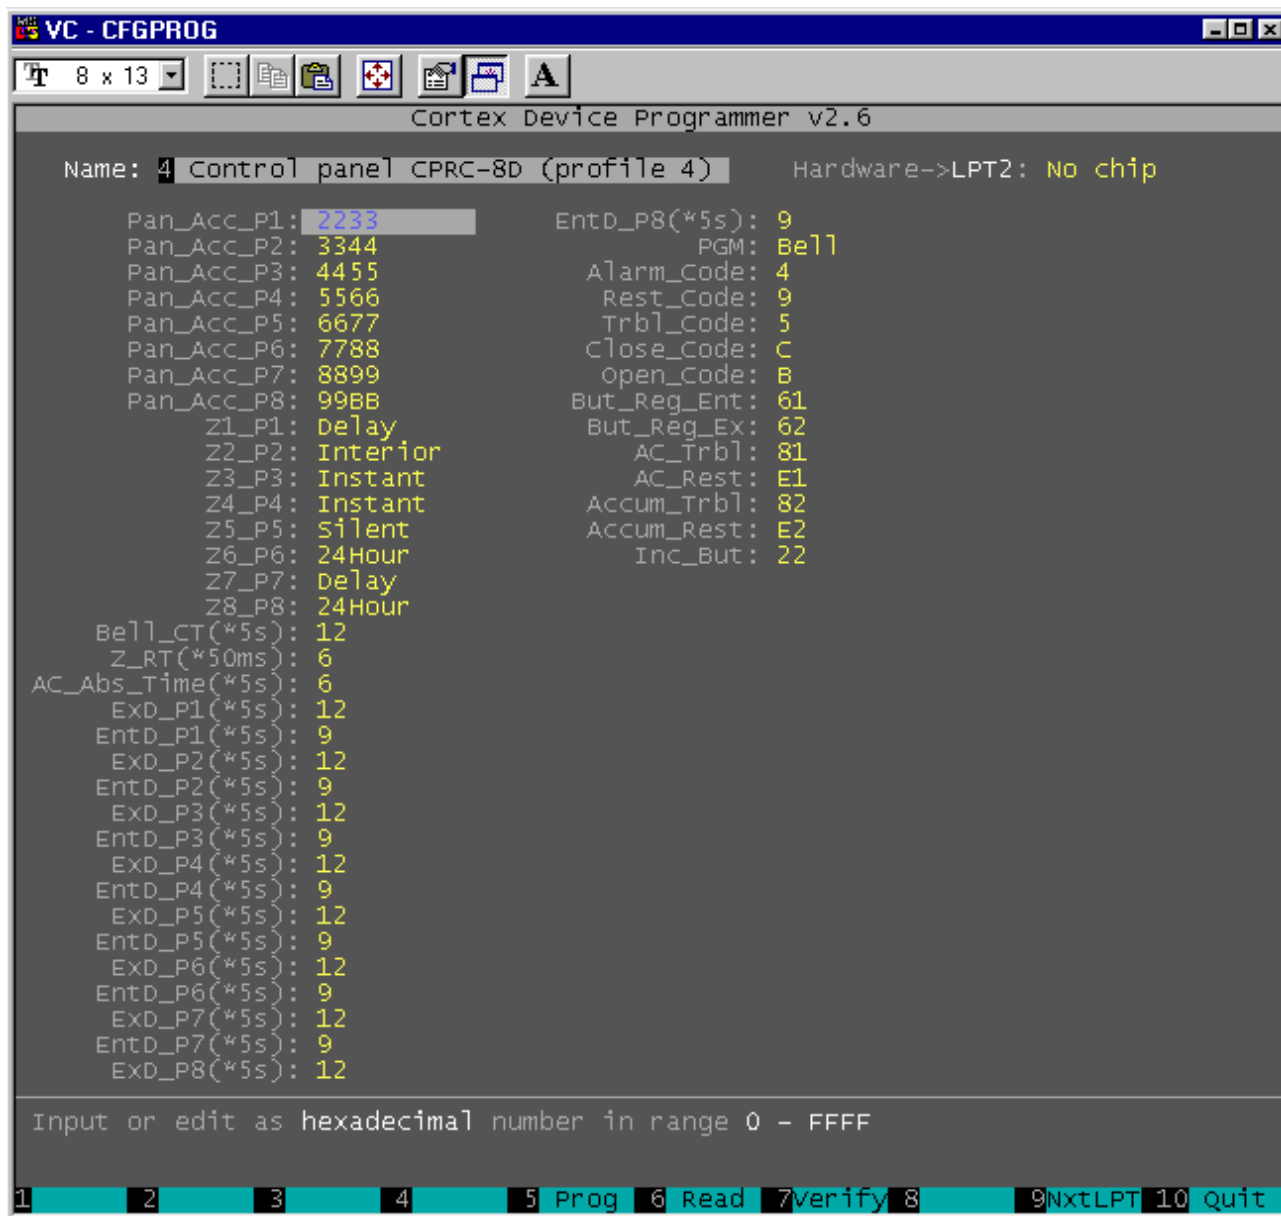 VC - CFGPROG
8 x 13
A
Cortex Device Programmer v2.6
Name: 4 Control panel CPRC-8D (profile 4) Hardware->LPT2: No chip
Pan_Acc_P1: 2233 EntD_P8(*5s): 9
Pan_Acc_P2: 3344 PGM: Bell
Pan_Acc_P3: 4455 Alarm_Code: 4
Pan_Acc_P4: 5566 Rest_Code: 9
Pan_Acc_P5: 6677 Trbl_Code: 5
Pan_Acc_P6: 7788 Close_Code: C
Pan_Acc_P7: 8899 Open_Code: B
Pan_Acc_P8: 99BB But_Reg_Ent: 61
Z1_P1: Delay But_Reg_Ex: 62
Z2_P2: Interior AC_Trbl: 81
Z3_P3: Instant AC_Rest: E1
Z4_P4: Instant Accum_Trbl: 82
Z5_P5: Silent Accum_Rest: E2
Z6_P6: 24Hour Inc_But: 22
Z7_P7: Delay
Z8_P8: 24Hour
Bell_CT(*5s): 12
Z_RT(*50ms): 6
AC_Abs_Time(*5s): 6
ExD_P1(*5s): 12
EntD_P1(*5s): 9
ExD_P2(*5s): 12
EntD_P2(*5s): 9
ExD_P3(*5s): 12
EntD_P3(*5s): 9
ExD_P4(*5s): 12
EntD_P4(*5s): 9
ExD_P5(*5s): 12
EntD_P5(*5s): 9
ExD_P6(*5s): 12
EntD_P6(*5s): 9
ExD_P7(*5s): 12
EntD_P7(*5s): 9
ExD_P8(*5s): 12
Input or edit as hexadecimal number in range 0 - FFFF
1 2 3 4 5 Prog 6 Read 7Verify 8 9NxtLPT 10 Quit